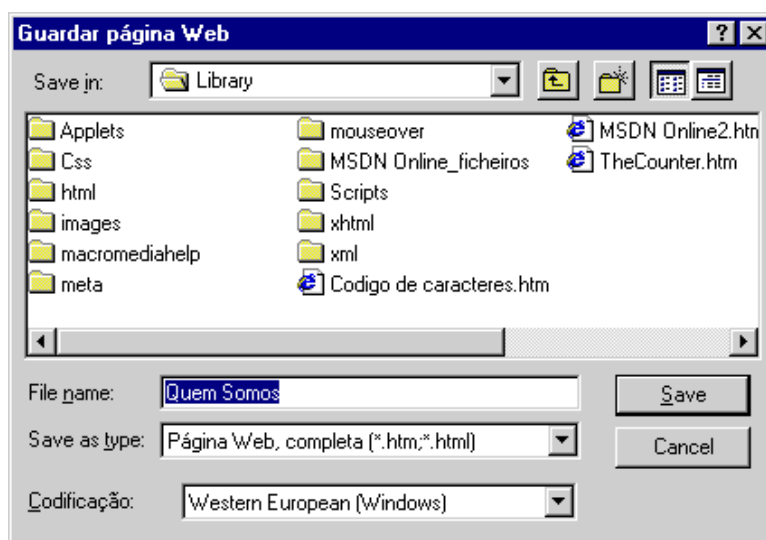 Guardar página Web
Save in: Library
Applets
Css
html
images
macromediahelp
meta
mouseover
MSDN Online_ficheiros
Scripts
xhtml
xml
Codigo de caracteres.htm
MSDN Online2.htn
TheCounter.htm
File name: Quem Somos
Save
Save as type: Página Web, completa (*.htm;*.html)
Cancel
Codificação: Western European (Windows)